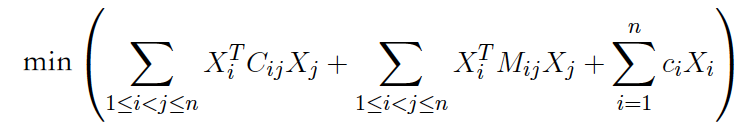 min ( ∑_{1≤i<j≤n} X_i^T C_{ij} X_j + ∑_{1≤i<j≤n} X_i^T M_{ij} X_j + ∑_{i=1}^{n} c_i X_i )